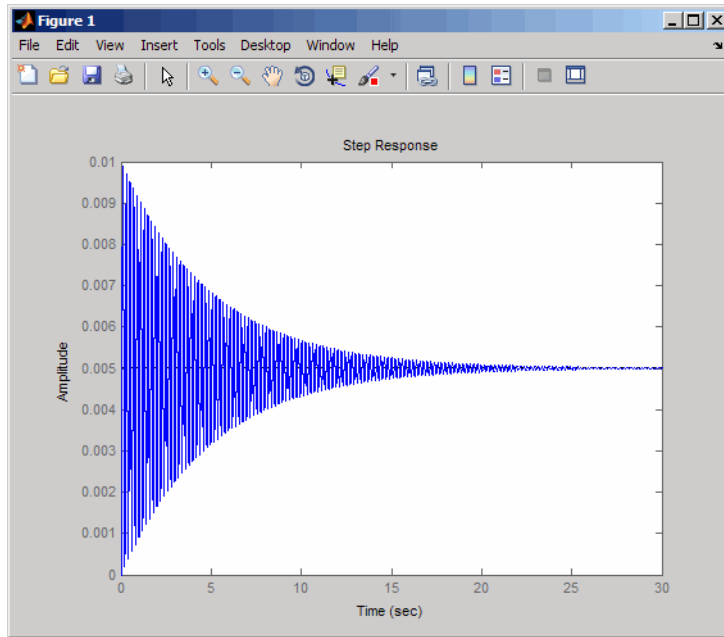 Figure 1
File Edit View Insert Tools Desktop Window Help
Step Response
0.01
0.009
0.008
0.007
0.006
0.005
0.004
0.003
0.002
0.001
0
Amplitude
0 5 10 15 20 25 30
Time (sec)